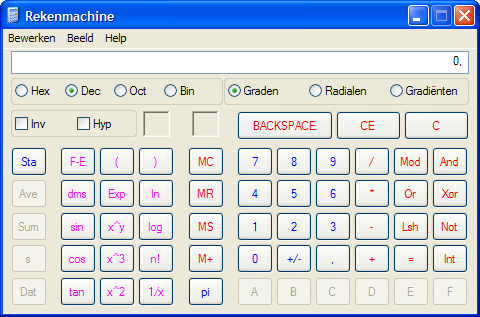 Rekenmachine
Bewerken Beeld Help
0,
Hex Dec Oct Bin Graden Radialen Gradiënten
Inv Hyp BACKSPACE CE C
Sta F-E ( ) MC 7 8 9 / Mod And
Ave dms Exp ln MR 4 5 6 * Or Xor
Sum sin x^y log MS 1 2 3 - Lsh Not
s cos x^3 n! M+ 0 +/- , + = Int
Dat tan x^2 1/x pi A B C D E F